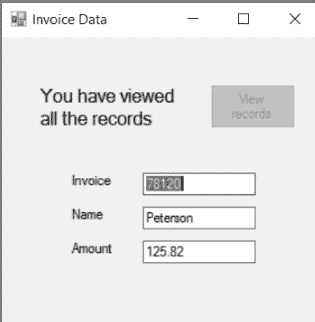 Invoice Data
You have viewed
all the records
View
records
Invoice 78120
Name Peterson
Amount 125.82